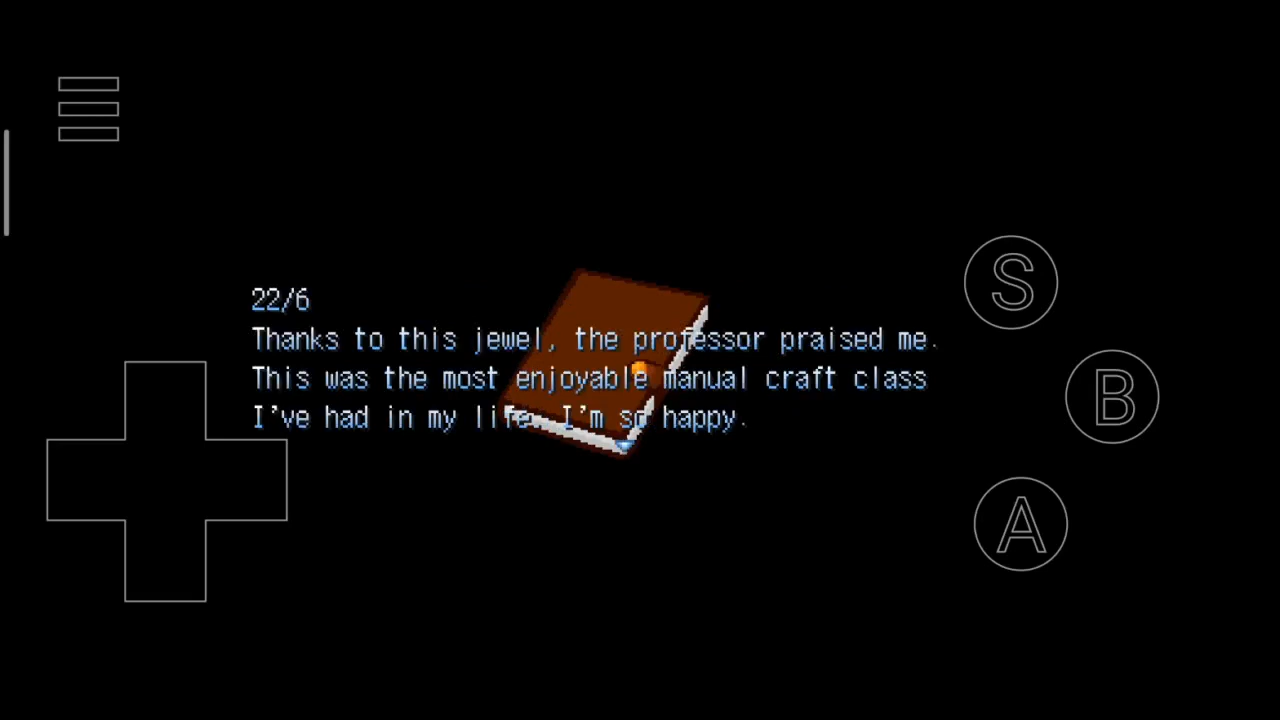 22/6
Thanks to this jewel, the professor praised me.
This was the most enjoyable manual craft class
I've had in my life. I'm so happy.
S
B
A